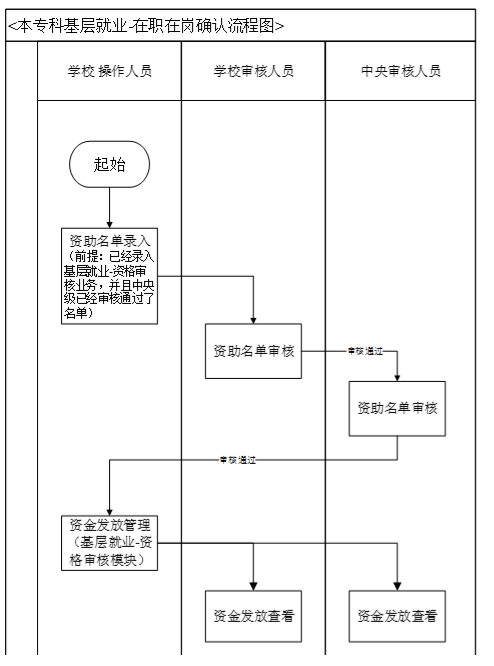 <本专科基层就业-在职在岗确认流程图>
学校 操作人员
学校审核人员
中央审核人员
起始
资助名单录入
（前提：已经录入
基层就业-资格审
核业务，并且中央
级已经审核通过了
名单）
资助名单审核
审核通过
资助名单审核
审核通过
资金发放管理
（基层就业-资
格审核模块）
资金发放查看
资金发放查看